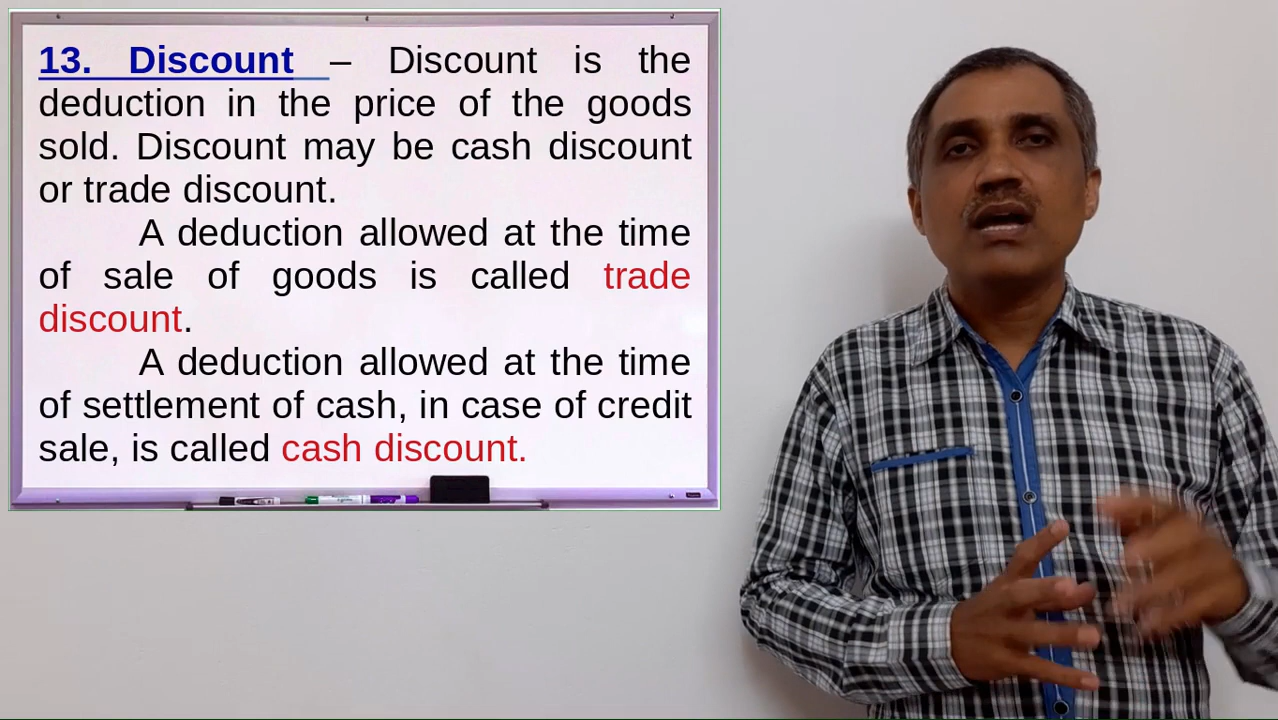 13. Discount – Discount is the
deduction in the price of the goods
sold. Discount may be cash discount
or trade discount.
A deduction allowed at the time
of sale of goods is called trade
discount.
A deduction allowed at the time
of settlement of cash, in case of credit
sale, is called cash discount.